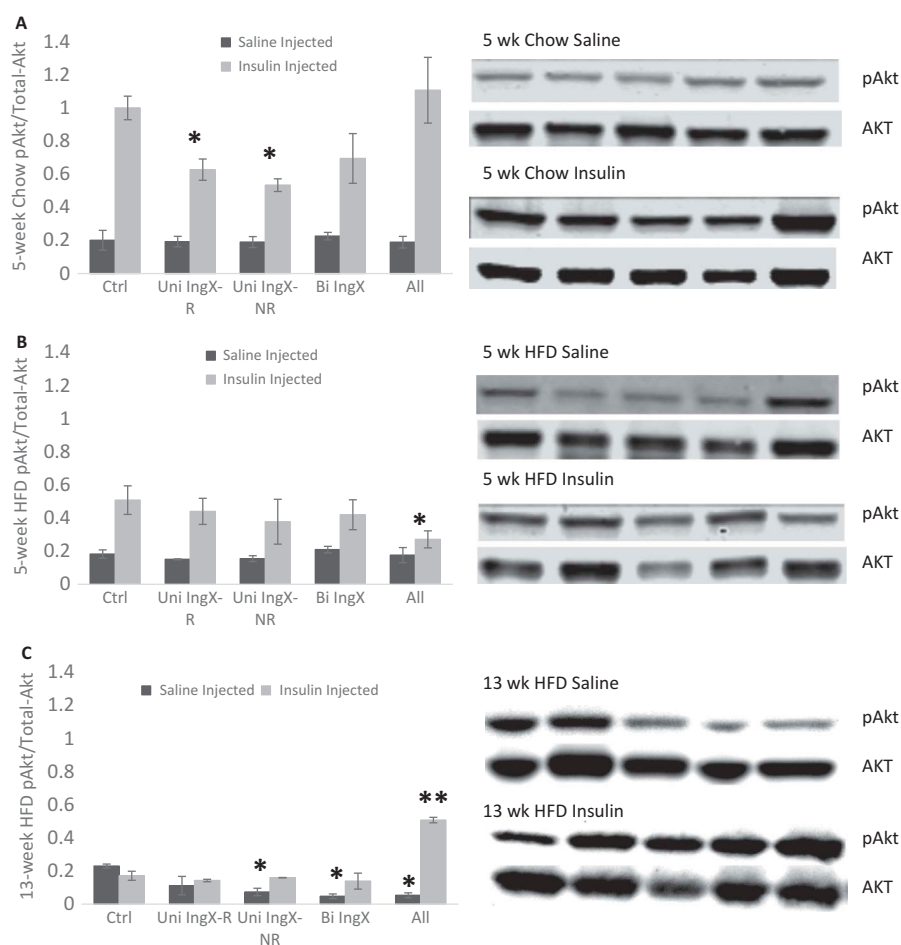 A
5-week Chow pAkt/Total-Akt
1.4
1.2
1
0.8
0.6
0.4
0.2
0
Saline Injected
Insulin Injected
*
*
Ctrl
Uni IngX-
R
Uni IngX-
NR
Bi IngX
All
5 wk Chow Saline
pAkt
AKT
5 wk Chow Insulin
pAkt
AKT
B
5-week HFD pAkt/Total-Akt
1.4
1.2
1
0.8
0.6
0.4
0.2
0
Saline Injected
Insulin Injected
*
Ctrl
Uni IngX-
R
Uni IngX-
NR
Bi IngX
All
5 wk HFD Saline
pAkt
AKT
5 wk HFD Insulin
pAkt
AKT
C
13-week HFD pAkt/Total-Akt
1.4
1.2
1
0.8
0.6
0.4
0.2
0
Saline Injected Insulin Injected
*
*
*
**
Ctrl
Uni IngX-R
Uni IngX-
NR
Bi IngX
All
13 wk HFD Saline
pAkt
AKT
13 wk HFD Insulin
pAkt
AKT